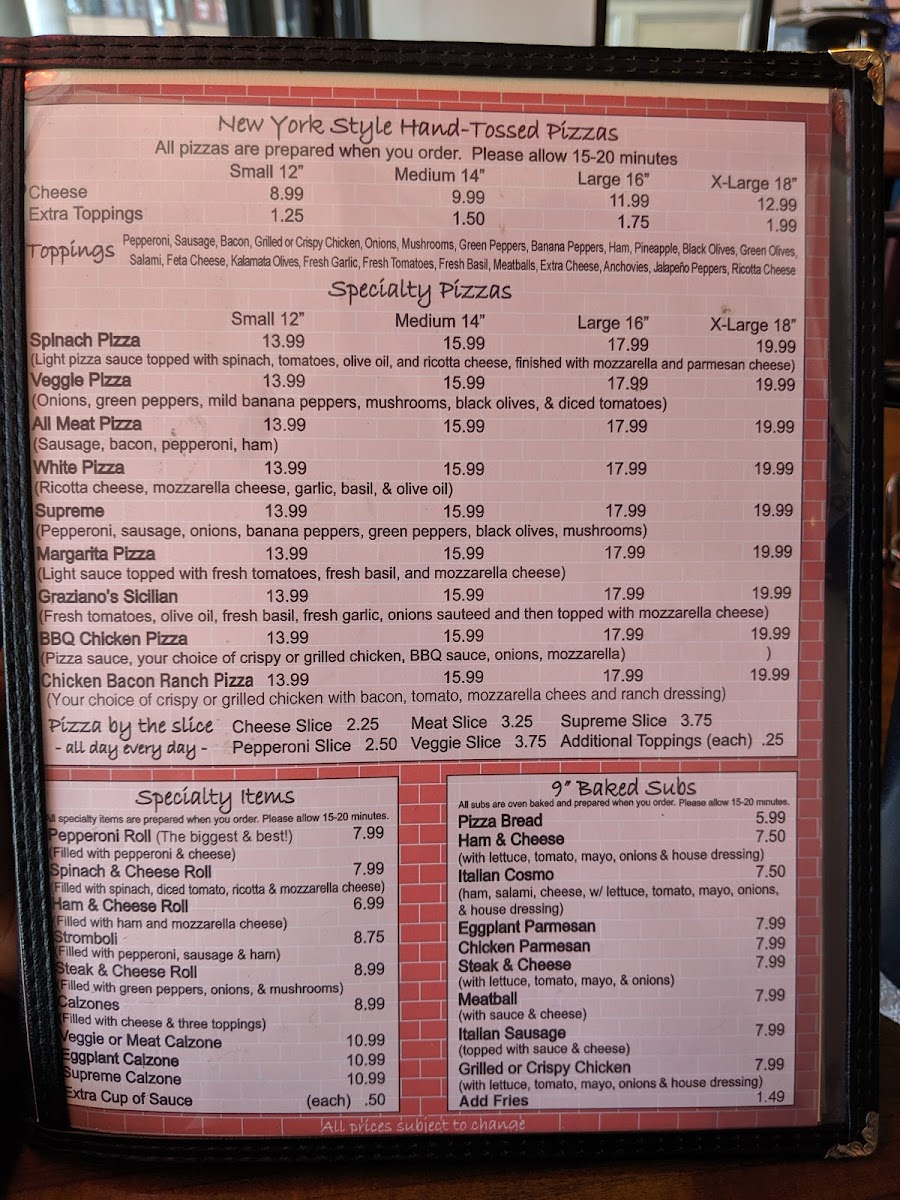 New York Style Hand-Tossed Pizzas
All pizzas are prepared when you order. Please allow 15-20 minutes
Small 12" Medium 14" Large 16" X-Large 18"
Cheese 8.99 9.99 11.99 12.99
Extra Toppings 1.25 1.50 1.75 1.99
Toppings Pepperoni, Sausage, Bacon, Grilled or Crispy Chicken, Onions, Mushrooms, Green Peppers, Banana Peppers, Ham, Pineapple, Black Olives, Green Olives,
Salami, Feta Cheese, Kalamata Olives, Fresh Garlic, Fresh Tomatoes, Fresh Basil, Meatballs, Extra Cheese, Anchovies, Jalapeño Peppers, Ricotta Cheese
Specialty Pizzas
Small 12" Medium 14" Large 16" X-Large 18"
Spinach Pizza 13.99 15.99 17.99 19.99
(Light pizza sauce topped with spinach, tomatoes, olive oil, and ricotta cheese, finished with mozzarella and parmesan cheese)
Veggie Pizza 13.99 15.99 17.99 19.99
(Onions, green peppers, mild banana peppers, mushrooms, black olives, & diced tomatoes)
All Meat Pizza 13.99 15.99 17.99 19.99
(Sausage, bacon, pepperoni, ham)
White Pizza 13.99 15.99 17.99 19.99
(Ricotta cheese, mozzarella cheese, garlic, basil, & olive oil)
Supreme 13.99 15.99 17.99 19.99
(Pepperoni, sausage, onions, banana peppers, green peppers, black olives, mushrooms)
Margarita Pizza 13.99 15.99 17.99 19.99
(Light sauce topped with fresh tomatoes, fresh basil, and mozzarella cheese)
Graziano's Sicilian 13.99 15.99 17.99 19.99
(Fresh tomatoes, olive oil, fresh basil, fresh garlic, onions sauteed and then topped with mozzarella cheese)
BBQ Chicken Pizza 13.99 15.99 17.99 19.99
(Pizza sauce, your choice of crispy or grilled chicken, BBQ sauce, onions, mozzarella) )
Chicken Bacon Ranch Pizza 13.99 15.99 17.99 19.99
(Your choice of crispy or grilled chicken with bacon, tomato, mozzarella chees and ranch dressing)
Pizza by the slice Cheese Slice 2.25 Meat Slice 3.25 Supreme Slice 3.75
- all day every day - Pepperoni Slice 2.50 Veggie Slice 3.75 Additional Toppings (each) .25
Specialty Items
All specialty items are prepared when you order. Please allow 15-20 minutes.
Pepperoni Roll (The biggest & best!) 7.99
(Filled with pepperoni & cheese)
Spinach & Cheese Roll 7.99
(Filled with spinach, diced tomato, ricotta & mozzarella cheese)
Ham & Cheese Roll 6.99
(Filled with ham and mozzarella cheese)
Stromboli 8.75
(Filled with pepperoni, sausage & ham)
Steak & Cheese Roll 8.99
(Filled with green peppers, onions, & mushrooms)
Calzones 8.99
(Filled with cheese & three toppings)
Veggie or Meat Calzone 10.99
Eggplant Calzone 10.99
Supreme Calzone 10.99
Extra Cup of Sauce (each) .50
9" Baked Subs
All subs are oven baked and prepared when you order. Please allow 15-20 minutes.
Pizza Bread 5.99
Ham & Cheese 7.50
(with lettuce, tomato, mayo, onions & house dressing)
Italian Cosmo 7.50
(ham, salami, cheese, w/ lettuce, tomato, mayo, onions,
& house dressing)
Eggplant Parmesan 7.99
Chicken Parmesan 7.99
Steak & Cheese 7.99
(with lettuce, tomato, mayo, & onions)
Meatball 7.99
(with sauce & cheese)
Italian Sausage 7.99
(topped with sauce & cheese)
Grilled or Crispy Chicken 7.99
(with lettuce, tomato, mayo, onions & house dressing)
Add Fries 1.49
All prices subject to change